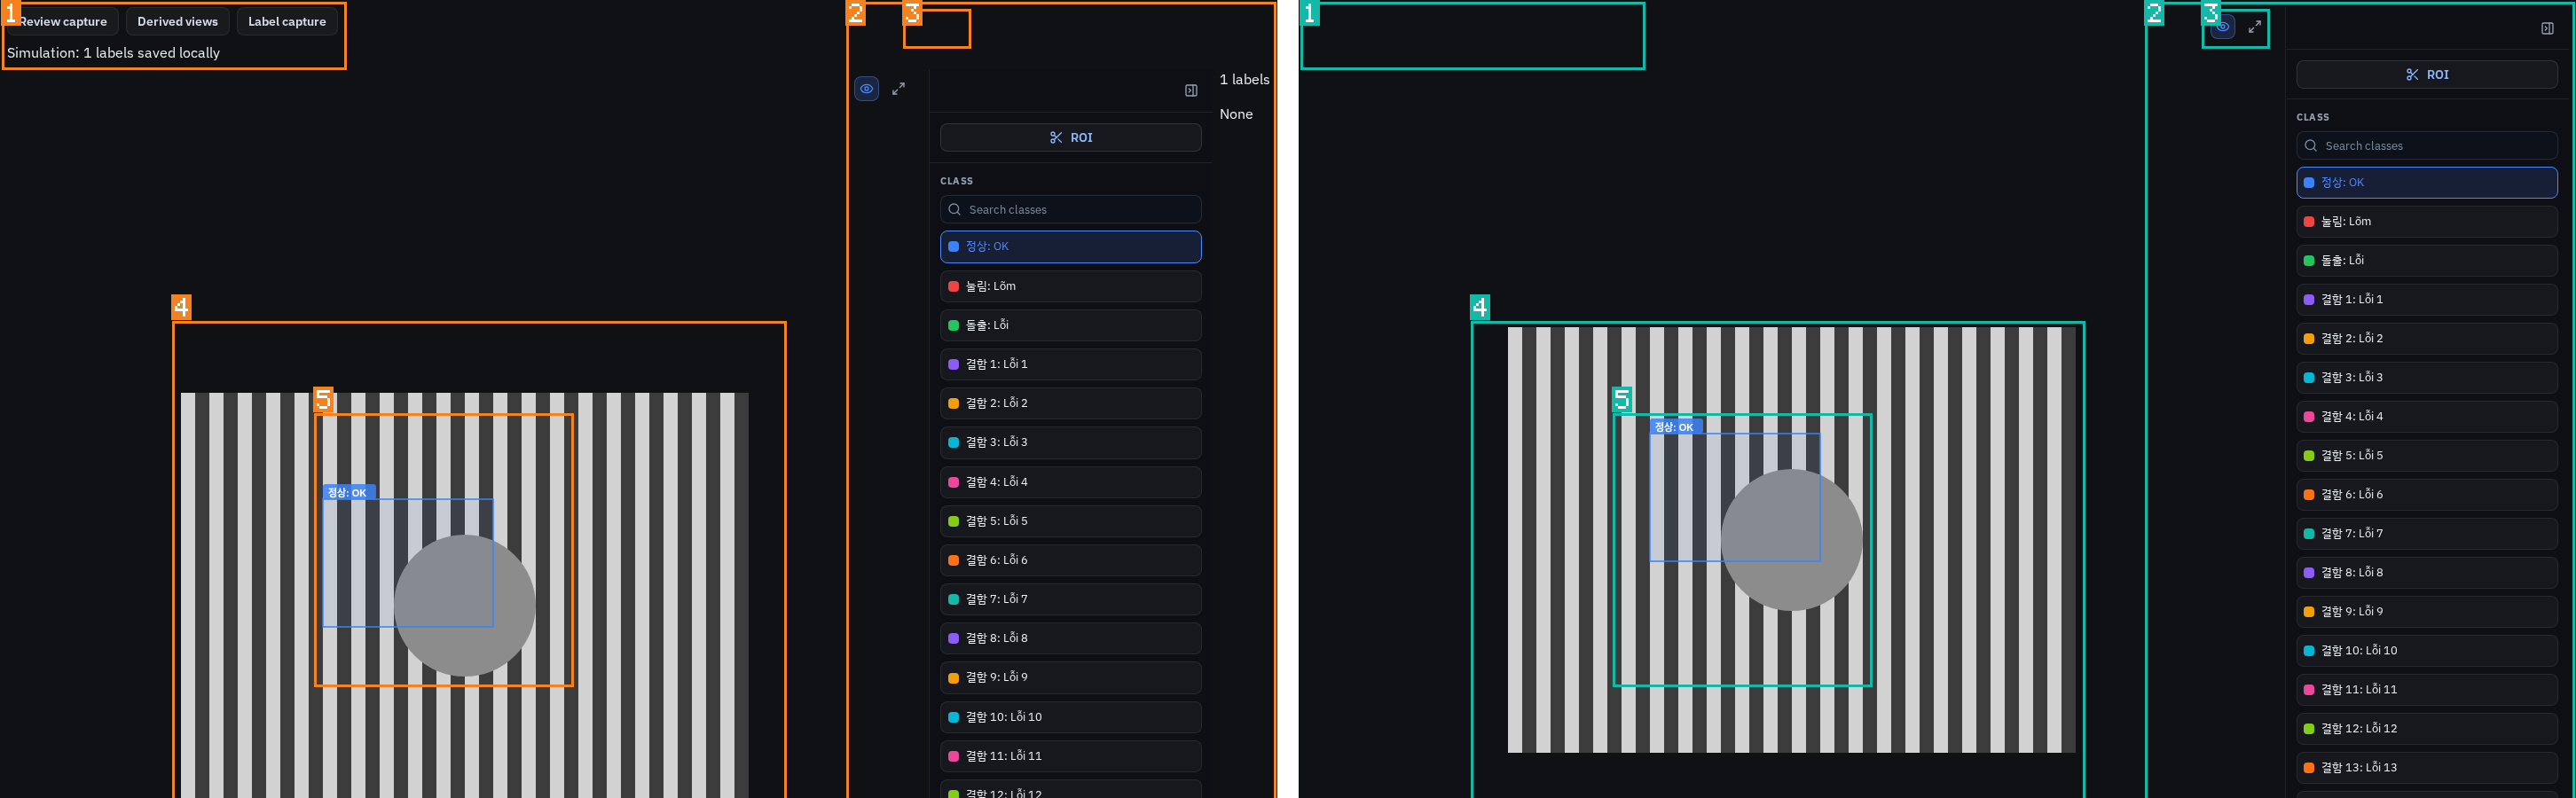 1
Review capture
Derived views
Label capture
Simulation: 1 labels saved locally
2
3
1 labels
None
ROI
CLASS
Search classes
정상: OK
눌림: Lõm
돌출: Lồi
결함 1: Lỗi 1
결함 2: Lỗi 2
결함 3: Lỗi 3
결함 4: Lỗi 4
결함 5: Lỗi 5
결함 6: Lỗi 6
결함 7: Lỗi 7
결함 8: Lỗi 8
결함 9: Lỗi 9
결함 10: Lỗi 10
결함 11: Lỗi 11
결함 12: Lỗi 12
4
5
정상: OK
1
2
3
ROI
CLASS
Search classes
정상: OK
눌림: Lõm
돌출: Lồi
결함 1: Lỗi 1
결함 2: Lỗi 2
결함 3: Lỗi 3
결함 4: Lỗi 4
결함 5: Lỗi 5
결함 6: Lỗi 6
결함 7: Lỗi 7
결함 8: Lỗi 8
결함 9: Lỗi 9
결함 10: Lỗi 10
결함 11: Lỗi 11
결함 12: Lỗi 12
결함 13: Lỗi 13
4
5
정상: OK